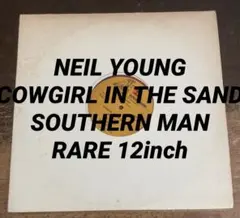 NEIL YOUNG
COWGIRL IN THE SAND
SOUTHERN MAN
RARE 12inch